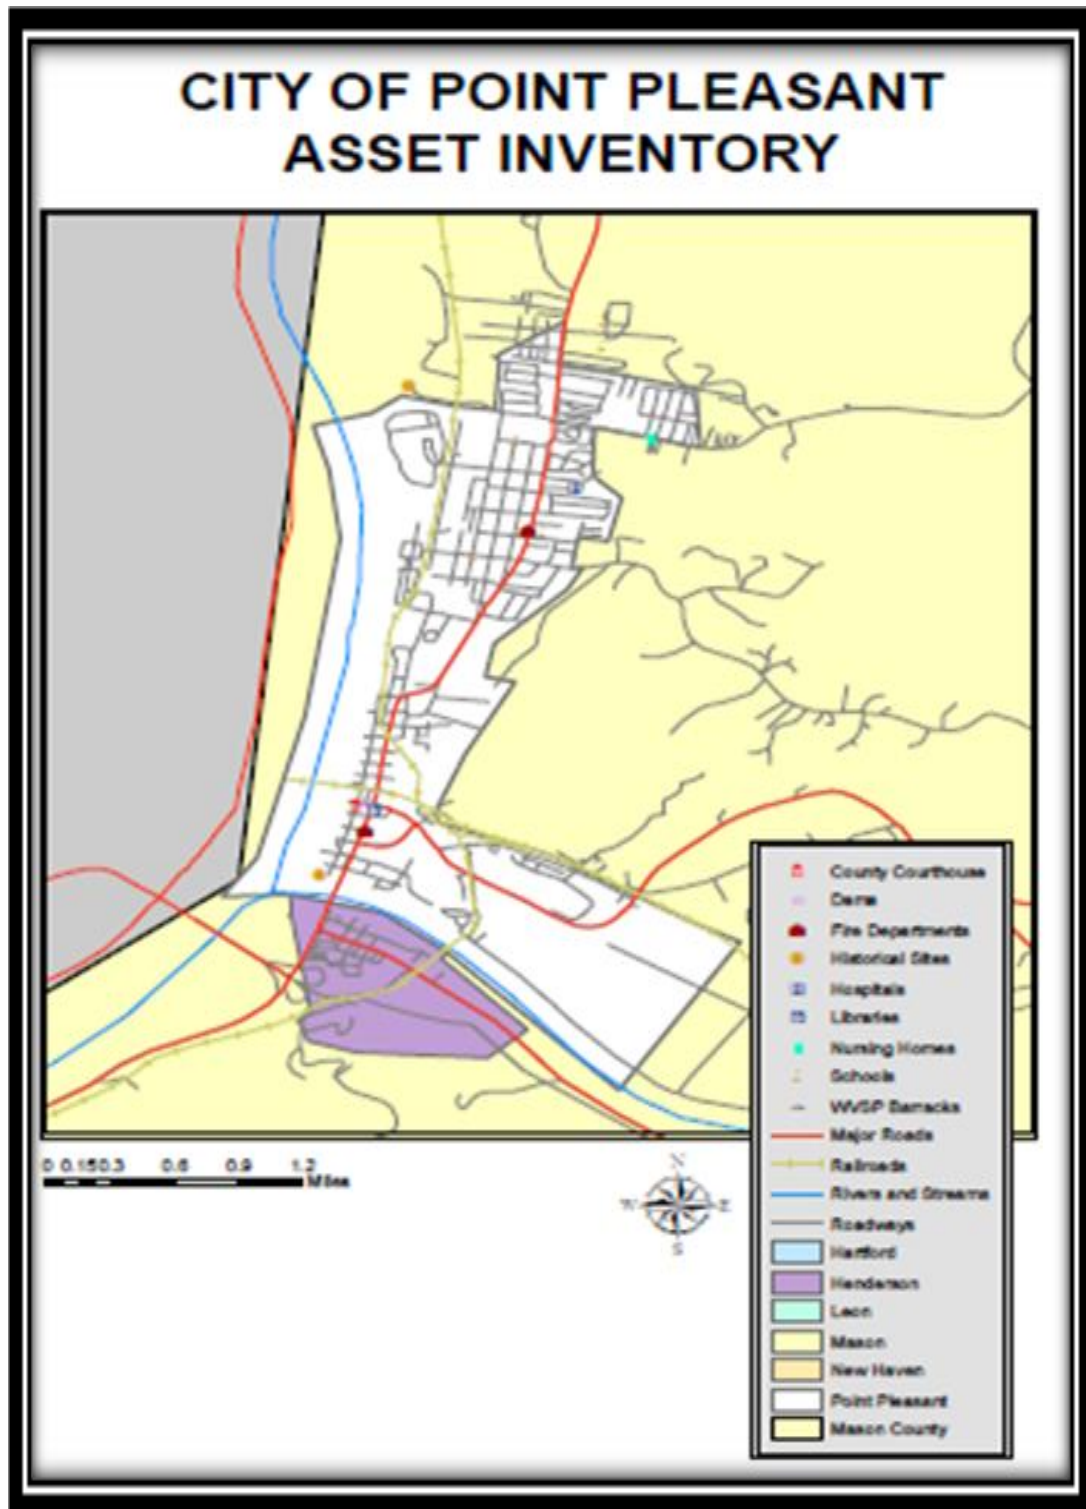 CITY OF POINT PLEASANT
ASSET INVENTORY
County Courthouse
Dams
Fire Departments
Historical Sites
Hospitals
Libraries
Nursing Homes
Schools
WVSP Barracks
Major Roads
Railroads
Rivers and Streams
Roadways
Hartford
Henderson
Leon
Mason
New Haven
Point Pleasant
Mason County
0 0.150.3 0.6 0.9 1.2
Miles
N
W E
S